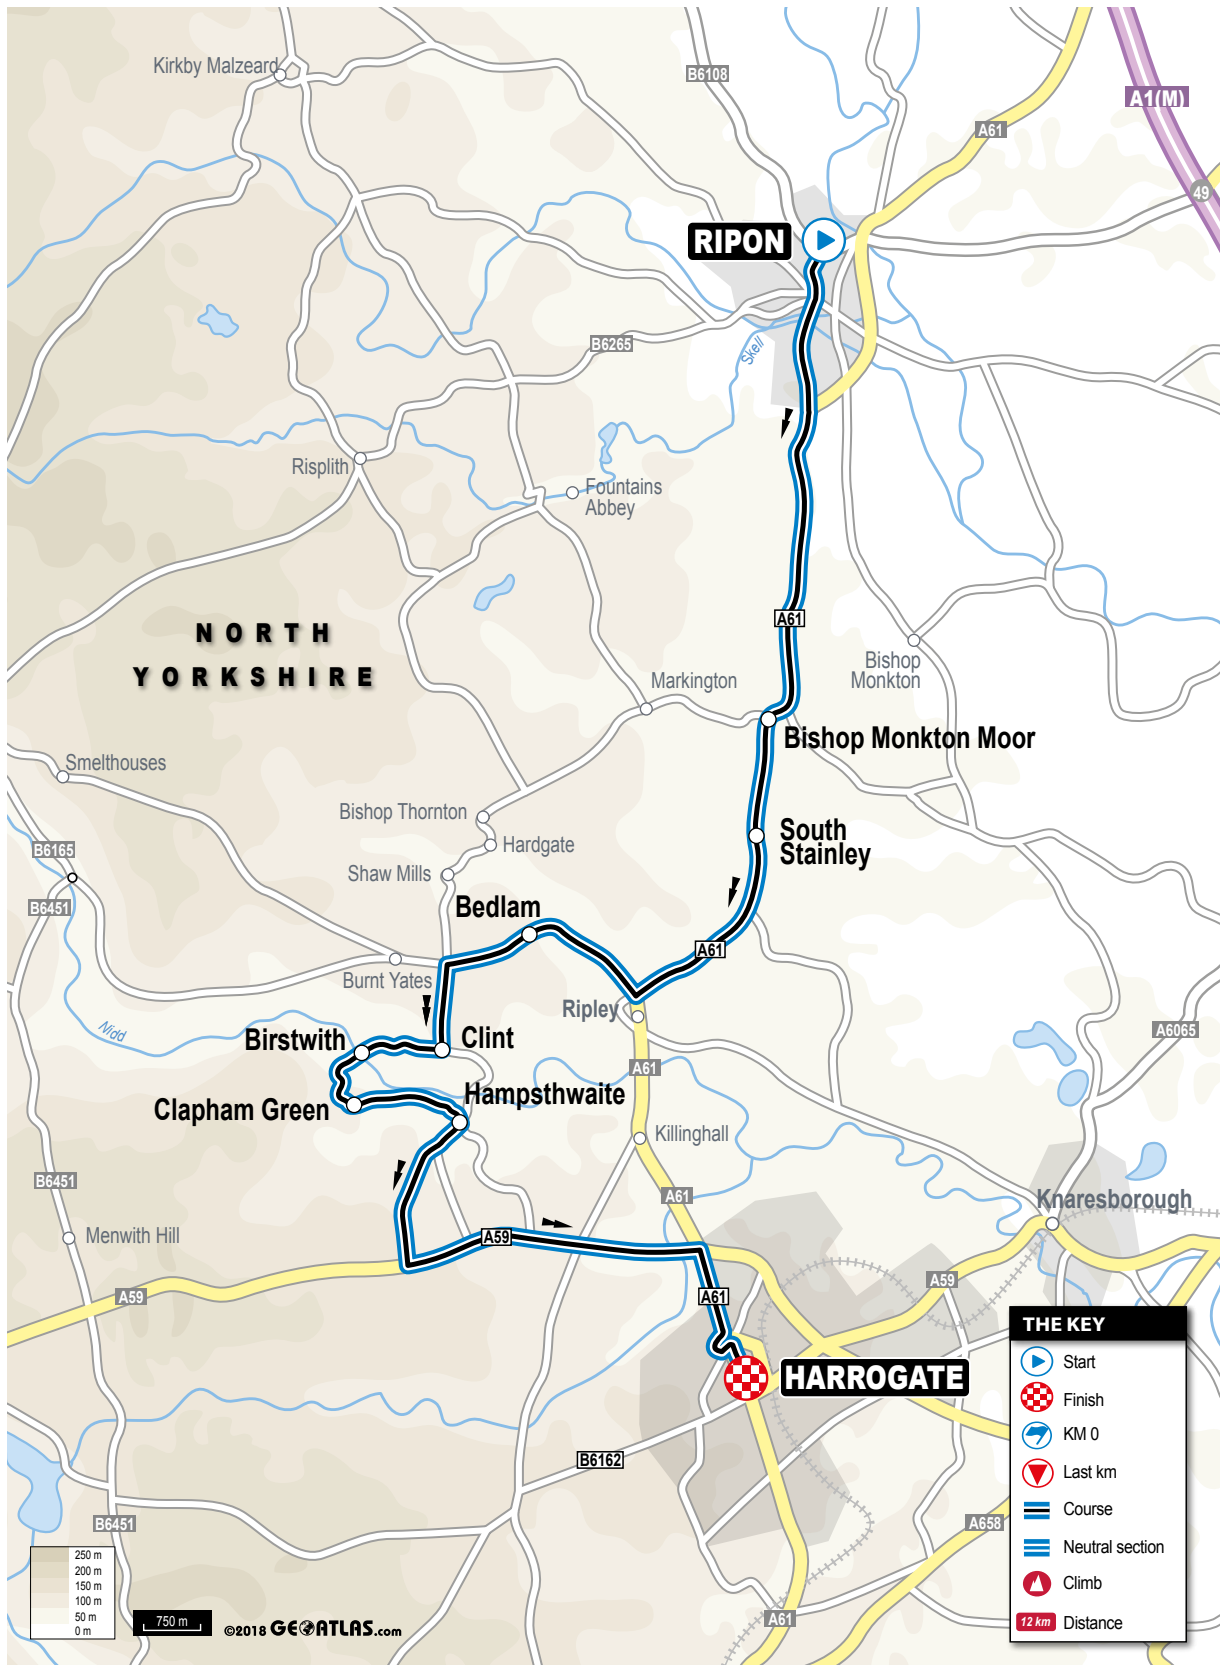 Kirkby Malzeard
B6108
A1(M)
A61
49
RIPON
B6265
Skell
Risplith
Fountains
Abbey
A61
NORTH
YORKSHIRE
Bishop
Monkton
Markington
Bishop Monkton Moor
Smelthouses
Bishop Thornton
South
Stainley
Hardgate
B6165
Shaw Mills
B6451
Bedlam
A61
Burnt Yates
Ripley
Nidd
A6065
Birstwith
Clint
A61
Hampsthwaite
Clapham Green
Killinghall
B6451
A61
Knaresborough
Menwith Hill
A59
A59
A59
A61
HARROGATE
B6162
B6451
A658
A61
THE KEY
Start
Finish
KM 0
Last km
Course
Neutral section
Climb
12 km Distance
250 m
200 m
150 m
100 m
50 m
0 m
750 m
©2018 GEOATLAS.com